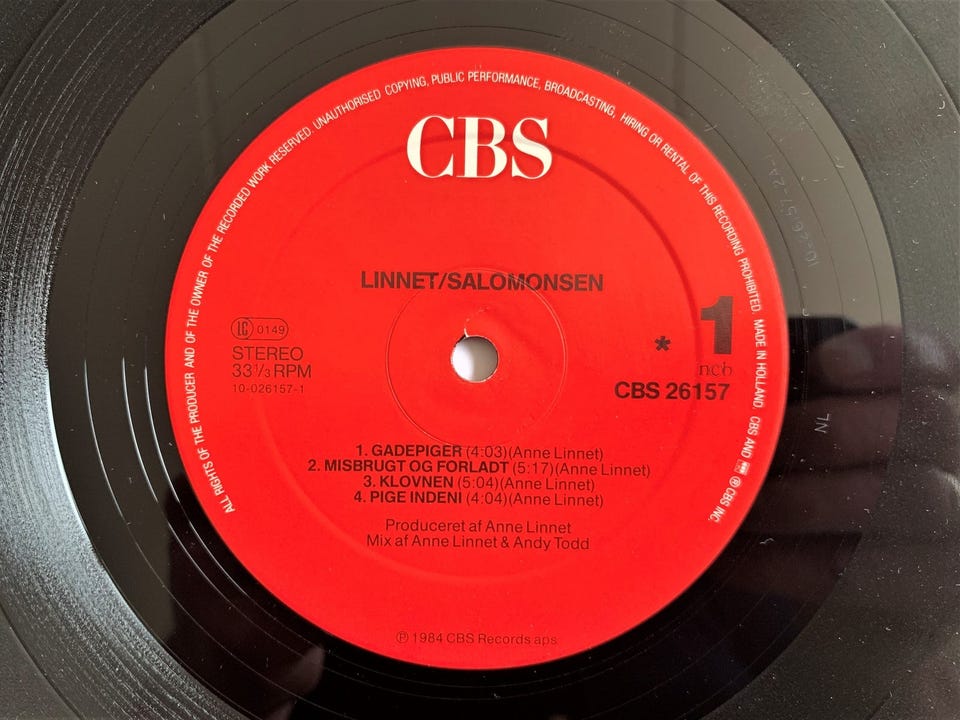 ALL RIGHTS OF THE PRODUCER AND OF THE OWNER OF THE RECORDED WORK RESERVED. UNAUTHORISED COPYING, PUBLIC PERFORMANCE, BROADCASTING, HIRING OR RENTAL OF THIS RECORDING PROHIBITED. MADE IN HOLLAND. CBS AND ® CBS INC.
CBS
LINNET/SALOMONSEN
LC 0149
STEREO
33 1/3 RPM
10-026157-1
* 1
ncb
CBS 26157
1. GADEPIGER (4:03)(Anne Linnet)
2. MISBRUGT OG FORLADT (5:17)(Anne Linnet)
3. KLOVNEN (5:04)(Anne Linnet)
4. PIGE INDENI (4:04)(Anne Linnet)
Produceret af Anne Linnet
Mix af Anne Linnet & Andy Todd
℗ 1984 CBS Records aps.
NL